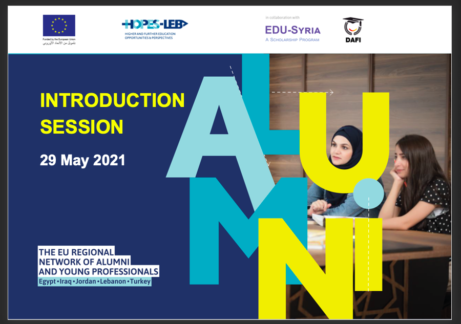 Funded by the European Union
HOPES-LEB
HIGHER AND FURTHER EDUCATION
OPPORTUNITIES & PERSPECTIVES
In collaboration with
EDU-SYRIA
A SCHOLARSHIP PROGRAM
DAFI
INTRODUCTION
SESSION
29 May 2021
ALUMNI
THE EU REGIONAL
NETWORK OF ALUMNI
AND YOUNG PROFESSIONALS
Egypt•Iraq•Jordan•Lebanon•Turkey